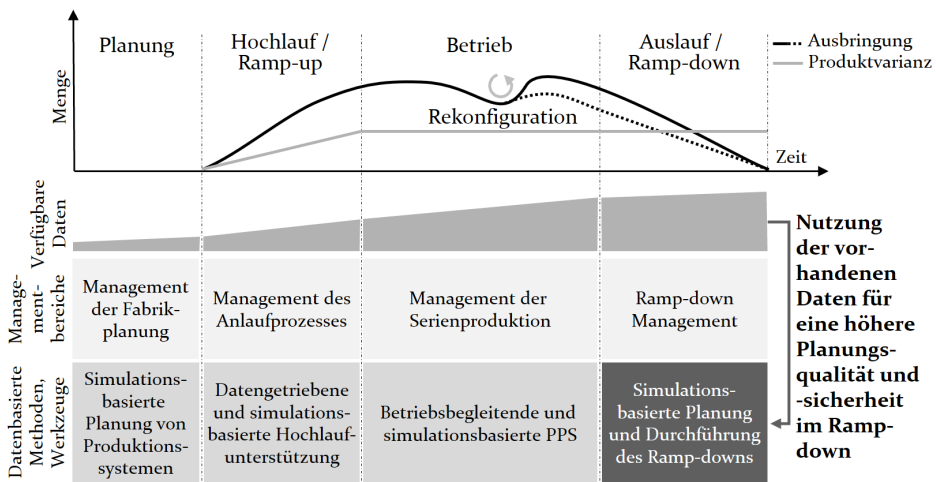 Planung
Hochlauf /
Ramp-up
Betrieb
Auslauf /
Ramp-down
Ausbringung
Produktvarianz
Menge
Rekonfiguration
Zeit
Verfügbare
Daten
Nutzung
der vor-
handenen
Daten für
eine höhere
Planungs-
qualität und
-sicherheit
im Ramp-
down
Manage-
ment-
bereiche
Management
der Fabrik-
planung
Management des
Anlaufprozesses
Management der
Serienproduktion
Ramp-down
Management
Datenbasierte
Methoden,
Werkzeuge
Simulations-
basierte
Planung von
Produktions-
systemen
Datengetriebene
und simulations-
basierte Hochlauf-
unterstützung
Betriebsbegleitende und
simulationsbasierte PPS
Simulations-
basierte Planung
und Durchführung
des Ramp-downs